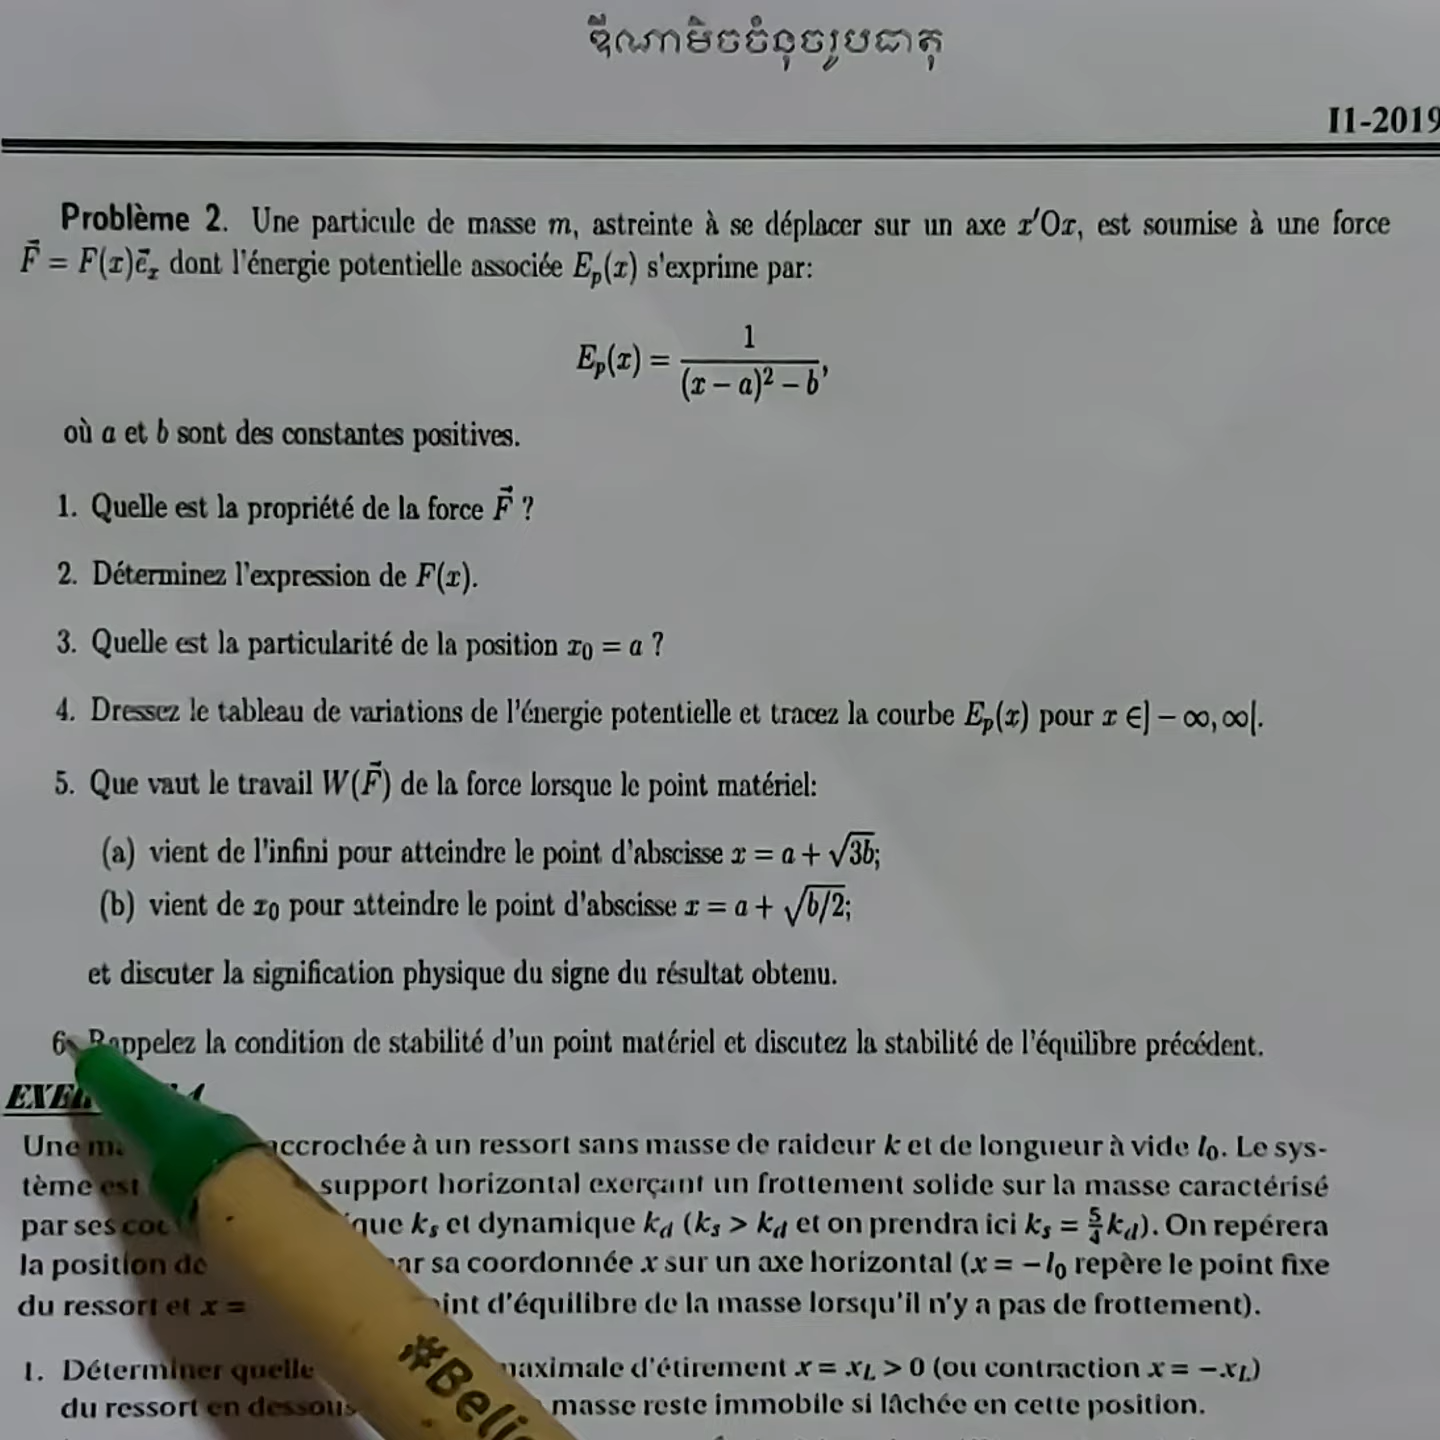 ឌីណាមិចចំនុចរូបធាតុ
I1-2019
Problème 2. Une particule de masse m, astreinte à se déplacer sur un axe x′Ox, est soumise à une force
F⃗ = F(x)e⃗ₓ dont l'énergie potentielle associée Eₚ(x) s'exprime par:
Eₚ(x) = 1/((x − a)² − b),
où a et b sont des constantes positives.
1. Quelle est la propriété de la force F⃗ ?
2. Déterminez l'expression de F(x).
3. Quelle est la particularité de la position x₀ = a ?
4. Dressez le tableau de variations de l'énergie potentielle et tracez la courbe Eₚ(x) pour x ∈] − ∞, ∞[.
5. Que vaut le travail W(F⃗) de la force lorsque le point matériel:
(a) vient de l'infini pour atteindre le point d'abscisse x = a + √3b;
(b) vient de x₀ pour atteindre le point d'abscisse x = a + √b/2;
et discuter la signification physique du signe du résultat obtenu.
6. Rappelez la condition de stabilité d'un point matériel et discutez la stabilité de l'équilibre précédent.
Une accrochée à un ressort sans masse de raideur k et de longueur à vide l₀. Le sys-
tème est support horizontal exerçant un frottement solide sur la masse caractérisé
par ses que kₛ et dynamique k_d (kₛ > k_d et on prendra ici kₛ = 5/4 k_d). On repérera
la position de sa coordonnée x sur un axe horizontal (x = −l₀ repère le point fixe
du ressort et x = d'équilibre de la masse lorsqu'il n'y a pas de frottement).
1. Déterminer quelle maximale d'étirement x = x_L > 0 (ou contraction x = −x_L)
du ressort en dessous masse reste immobile si lâchée en cette position.
#Beli